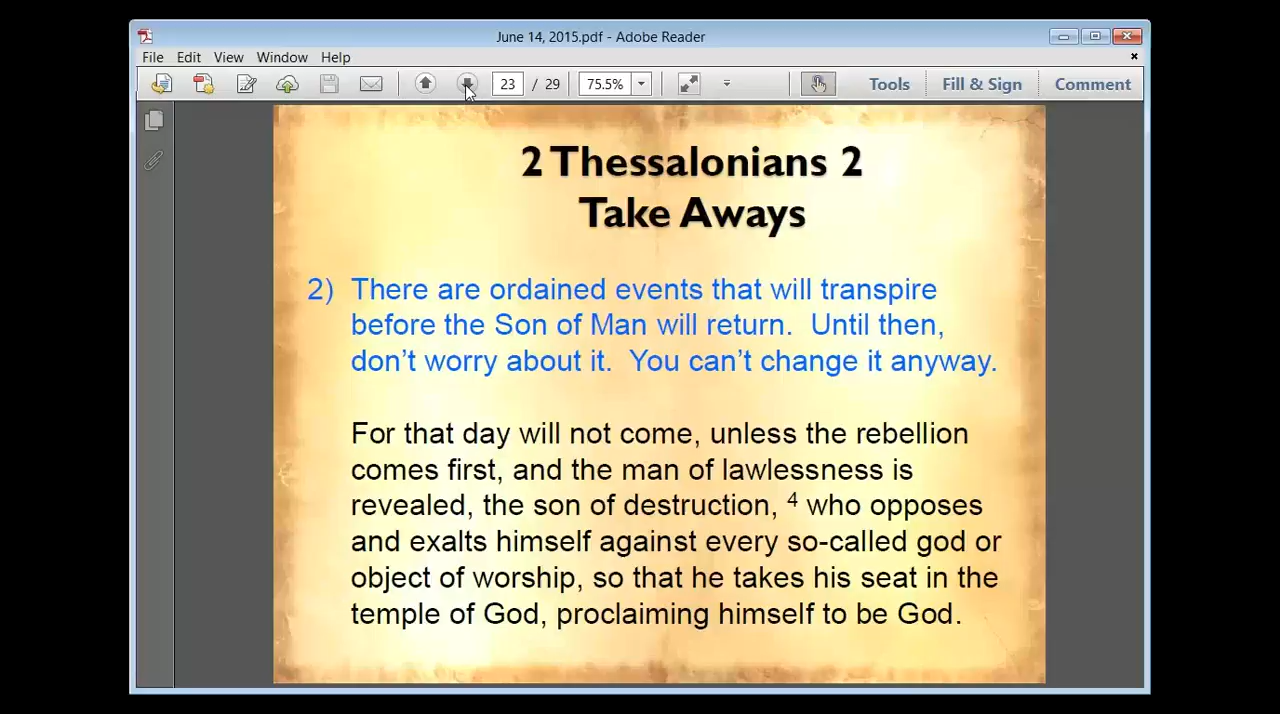 June 14, 2015.pdf - Adobe Reader
File Edit View Window Help
23 / 29 75.5% Tools Fill & Sign Comment
2 Thessalonians 2
Take Aways
2) There are ordained events that will transpire
before the Son of Man will return. Until then,
don’t worry about it. You can’t change it anyway.
For that day will not come, unless the rebellion
comes first, and the man of lawlessness is
revealed, the son of destruction, ⁴ who opposes
and exalts himself against every so-called god or
object of worship, so that he takes his seat in the
temple of God, proclaiming himself to be God.